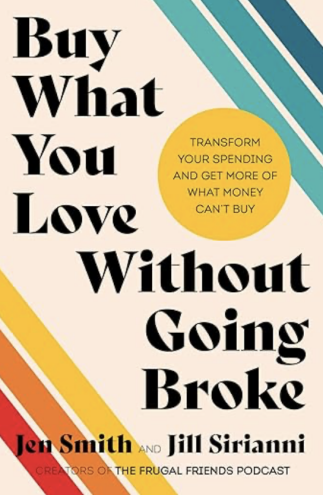 Buy
What
You
Love
Without
Going
Broke
TRANSFORM
YOUR SPENDING
AND GET MORE OF
WHAT MONEY
CAN'T BUY
Jen Smith AND Jill Sirianni
CREATORS OF THE FRUGAL FRIENDS PODCAST